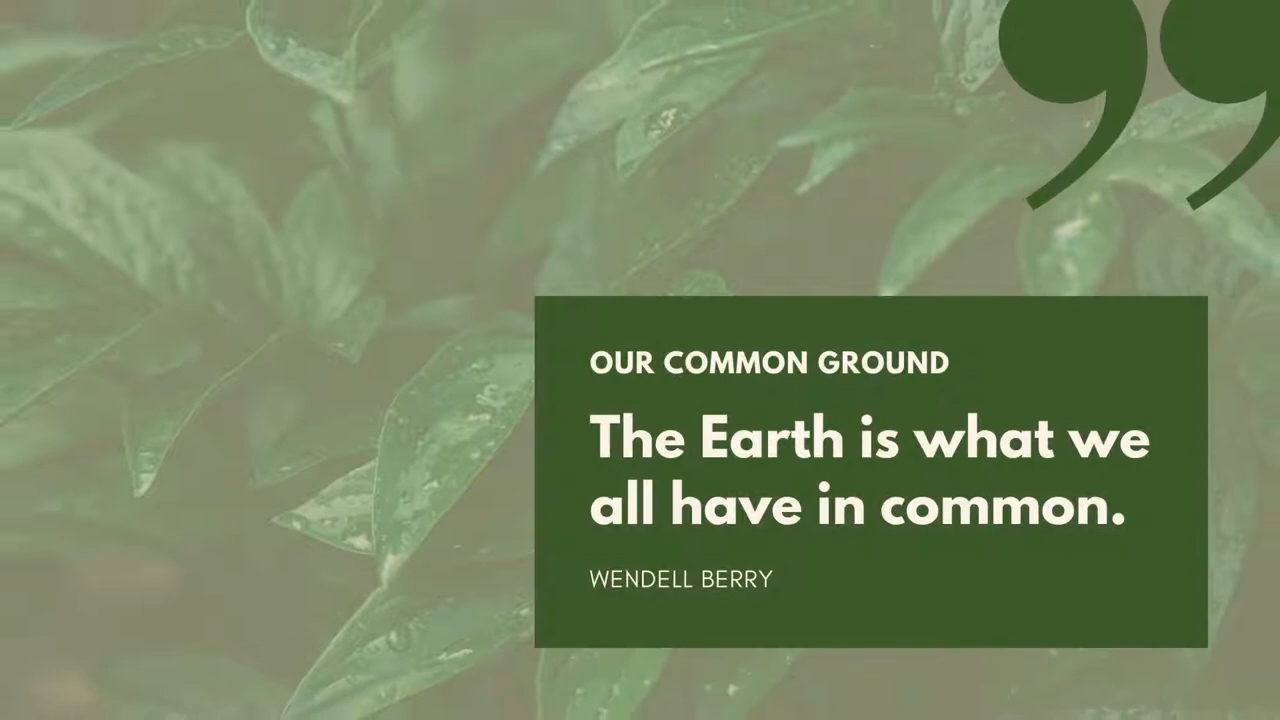 OUR COMMON GROUND
The Earth is what we
all have in common.
WENDELL BERRY